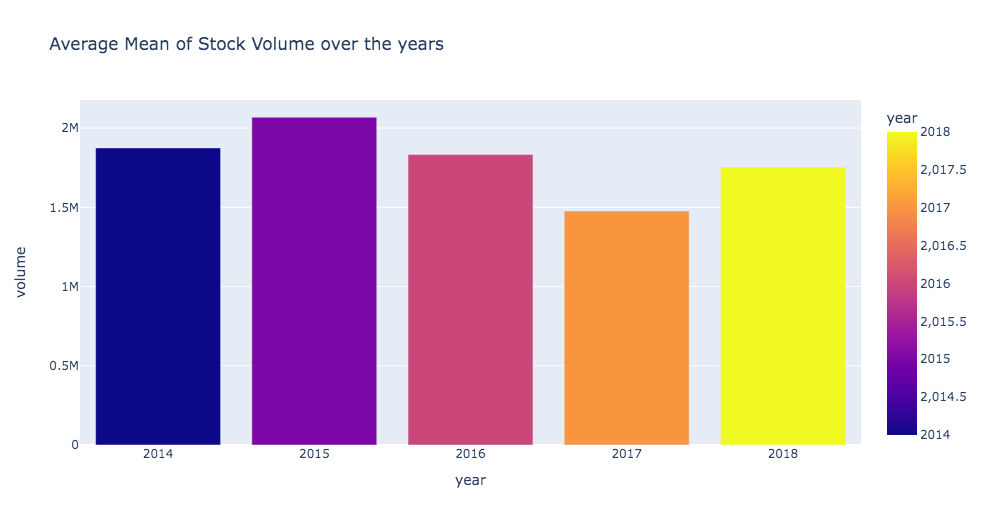 Average Mean of Stock Volume over the years
2M
1.5M
1M
0.5M
0
volume
2014
2015
2016
2017
2018
year
year
2018
2,017.5
2017
2,016.5
2016
2,015.5
2015
2,014.5
2014